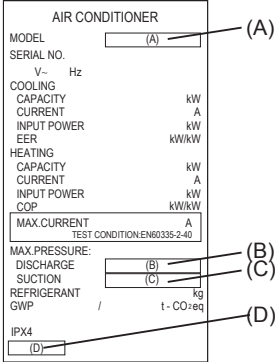 AIR CONDITIONER
MODEL (A) (A)
SERIAL NO.
V~ Hz
COOLING
CAPACITY kW
CURRENT A
INPUT POWER kW
EER kW/kW
HEATING
CAPACITY kW
CURRENT A
INPUT POWER kW
COP kW/kW
MAX.CURRENT A
TEST CONDITION:EN60335-2-40
MAX.PRESSURE:
DISCHARGE (B) (B)
SUCTION (C) (C)
REFRIGERANT kg
GWP / t - CO2eq
IPX4
(D) (D)